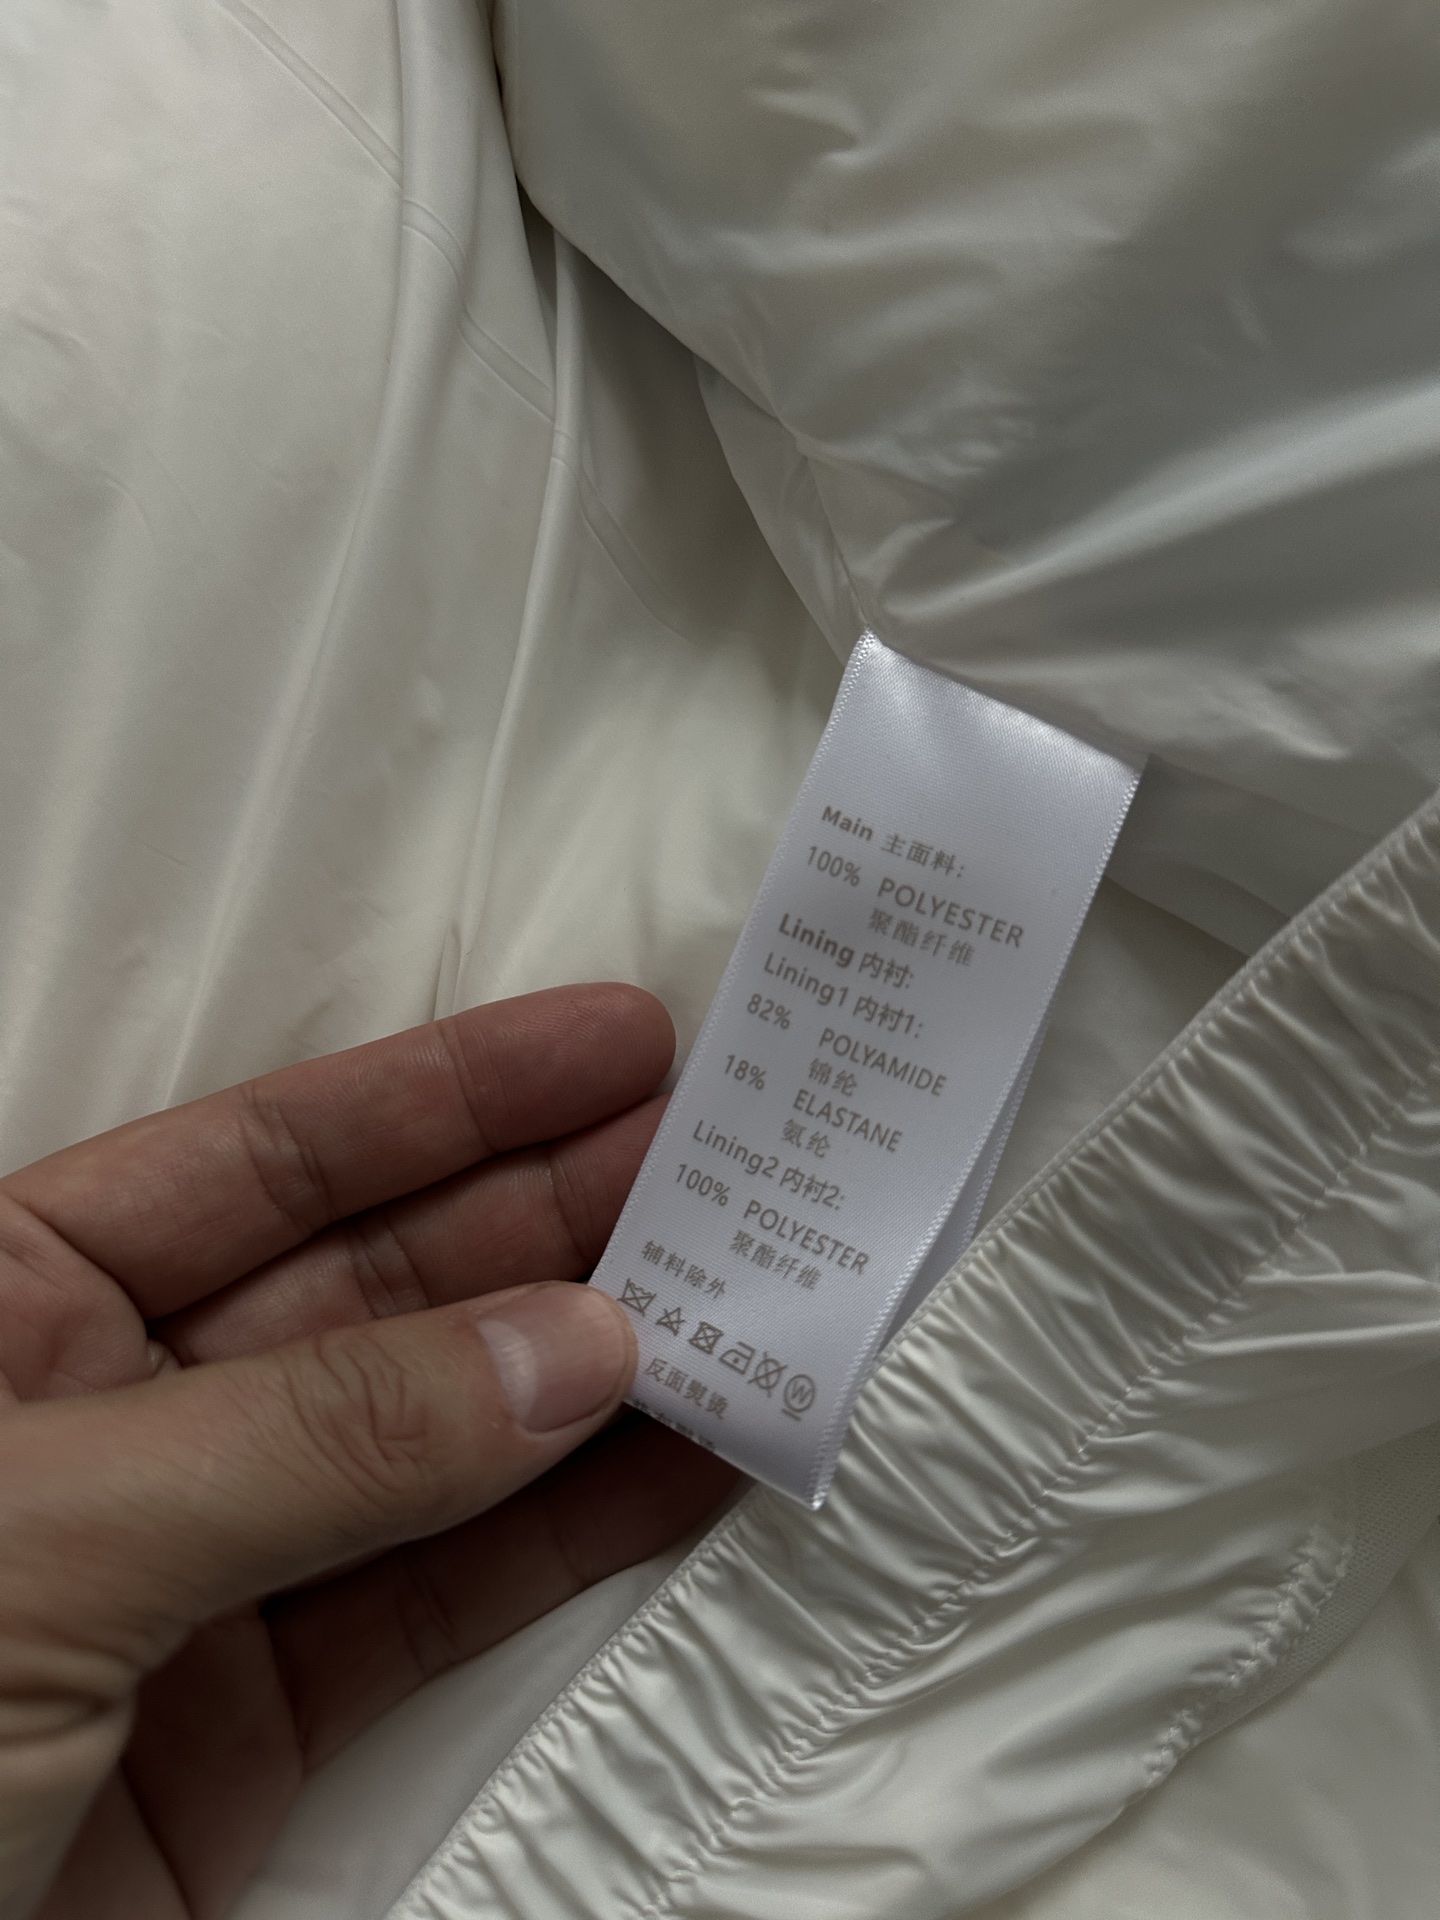 Main 主面料:
100% POLYESTER
聚酯纤维
Lining 内衬:
Lining1 内衬1:
82% POLYAMIDE
锦纶
18% ELASTANE
氨纶
Lining2 内衬2:
100% POLYESTER
聚酯纤维
辅料除外
W
反面熨烫